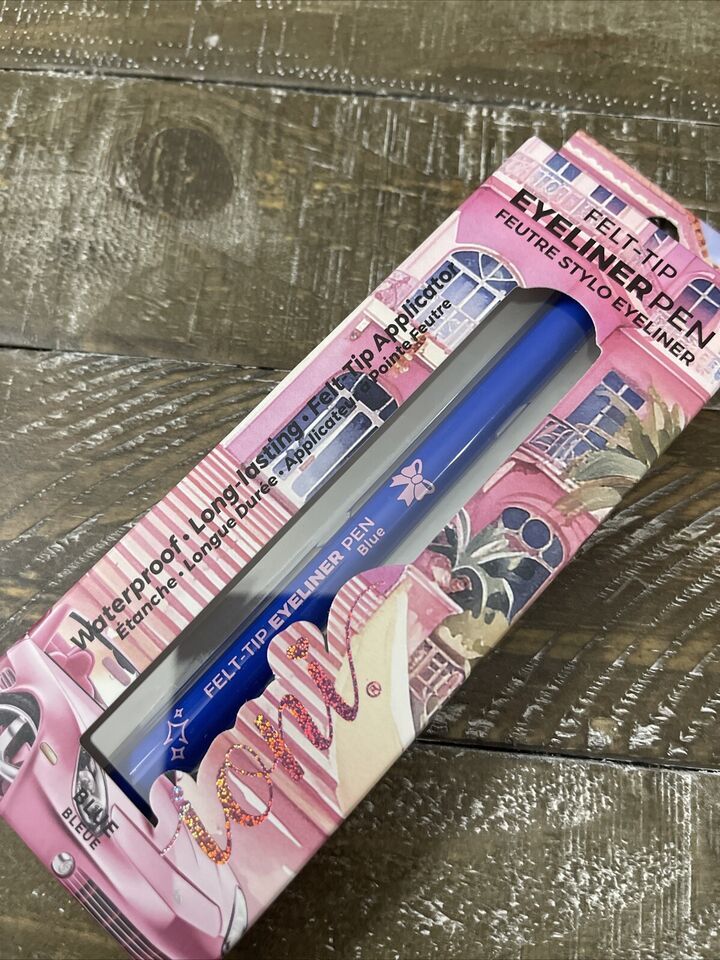 FELT-TIP
EYELINER PEN
FEUTRE STYLO EYELINER
Waterproof • Long-lasting • Felt-Tip Applicator
Étanche • Longue Durée • Applicateur à Pointe Feutre
FELT-TIP EYELINER PEN
Blue
ioni®
BLUE
BLEUE